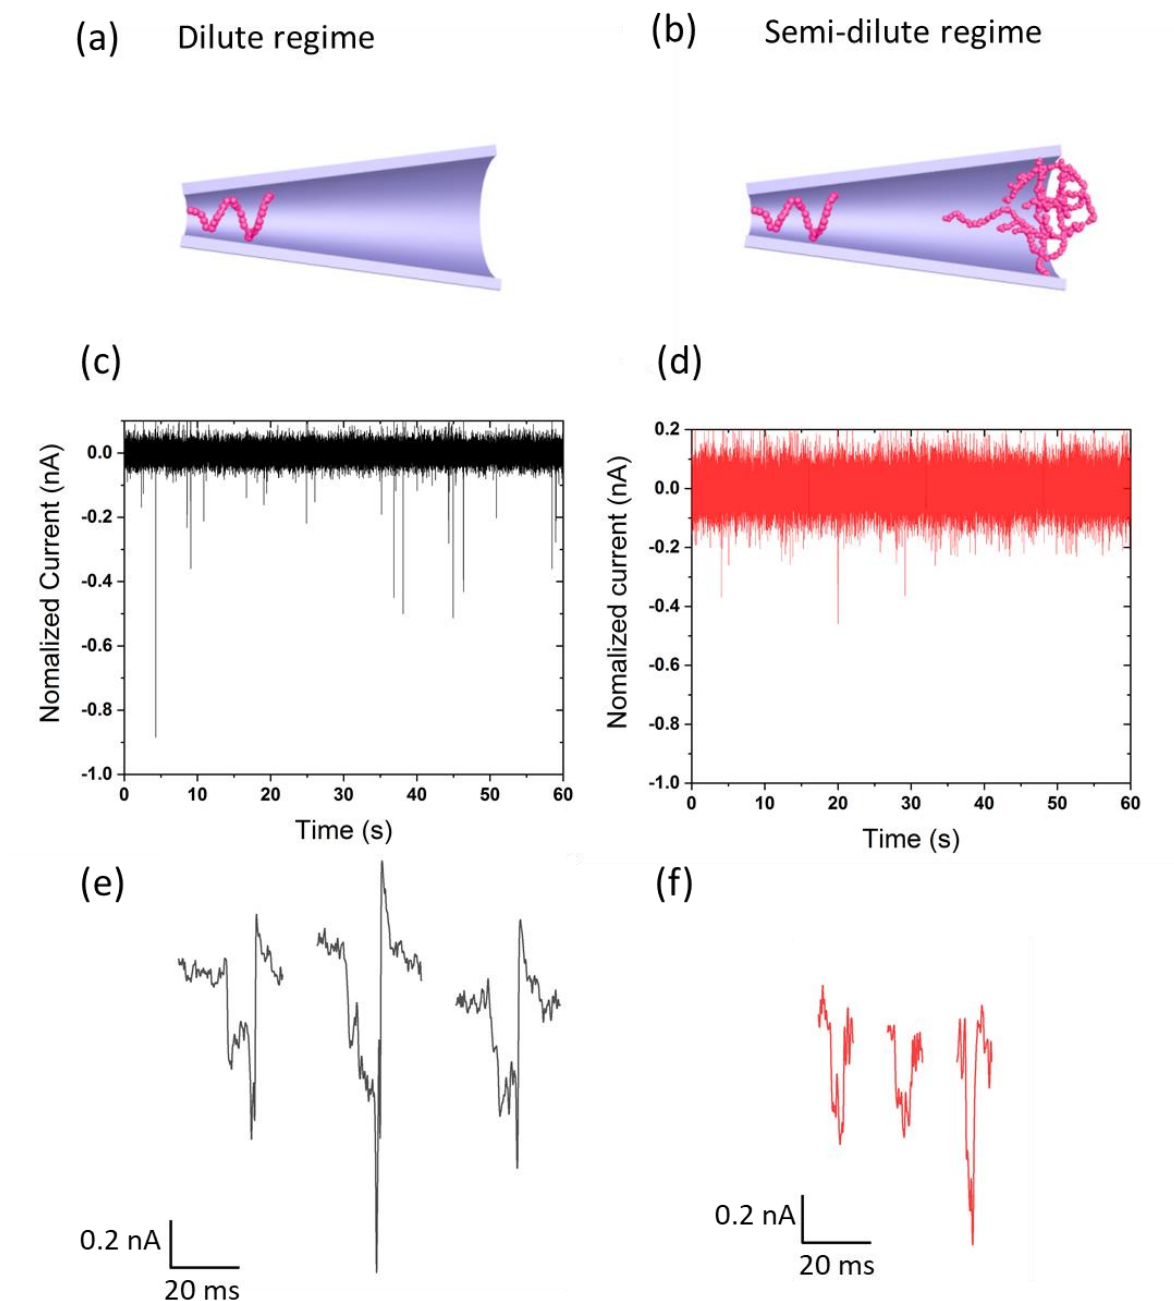 (a) Dilute regime
(b) Semi-dilute regime
(c)
Nomalized Current (nA)
0.0
-0.2
-0.4
-0.6
-0.8
-1.0
0 10 20 30 40 50 60
Time (s)
(d)
Nomalized current (nA)
0.2
0.0
-0.2
-0.4
-0.6
-0.8
-1.0
0 10 20 30 40 50 60
Time (s)
(e)
0.2 nA
20 ms
(f)
0.2 nA
20 ms